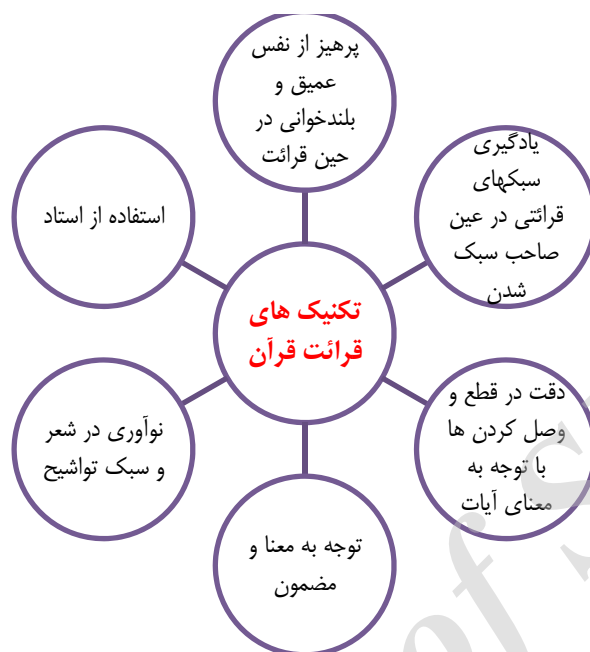 پرهیز از نفس
عمیق و
بلندخوانی در
حین قرائت
یادگیری
سبکهای
قرائتی در عین
صاحب سبک
شدن
دقت در قطع و
وصل کردن ها
با توجه به
معنای آیات
توجه به معنا و
مضمون
نوآوری در شعر
و سبک تواشیح
استفاده از استاد
تکنیک های
قرائت قرآن
of S